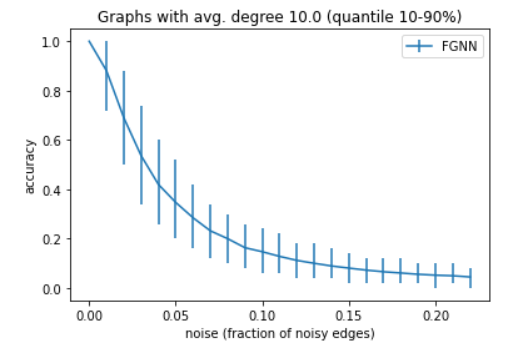 Graphs with avg. degree 10.0 (quantile 10-90%)
FGNN
accuracy
1.0
0.8
0.6
0.4
0.2
0.0
0.00 0.05 0.10 0.15 0.20
noise (fraction of noisy edges)